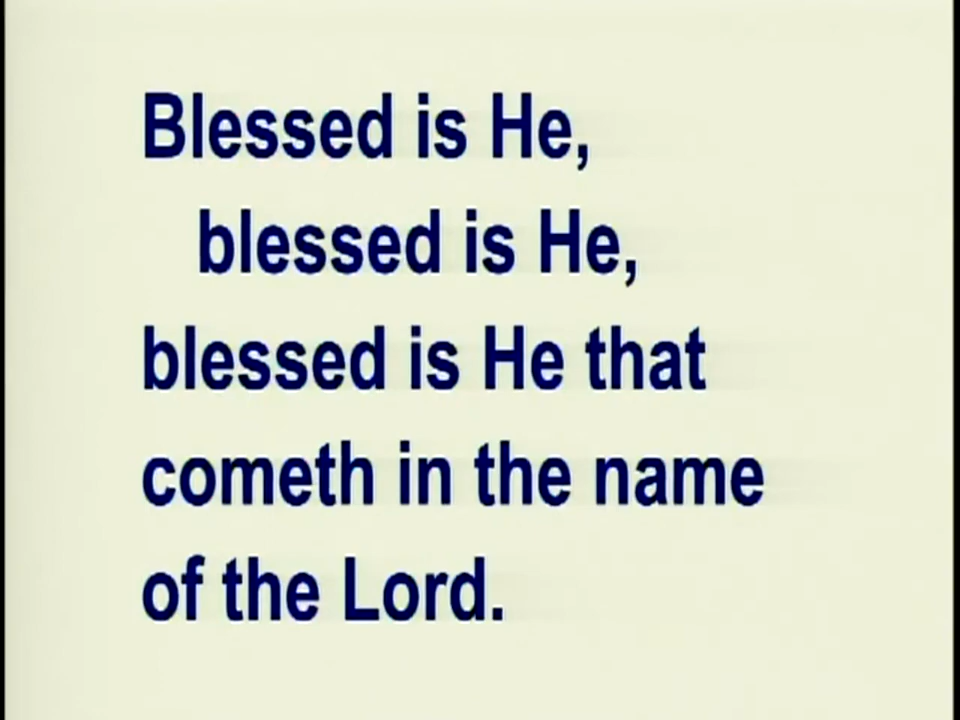 Blessed is He,
blessed is He,
blessed is He that
cometh in the name
of the Lord.